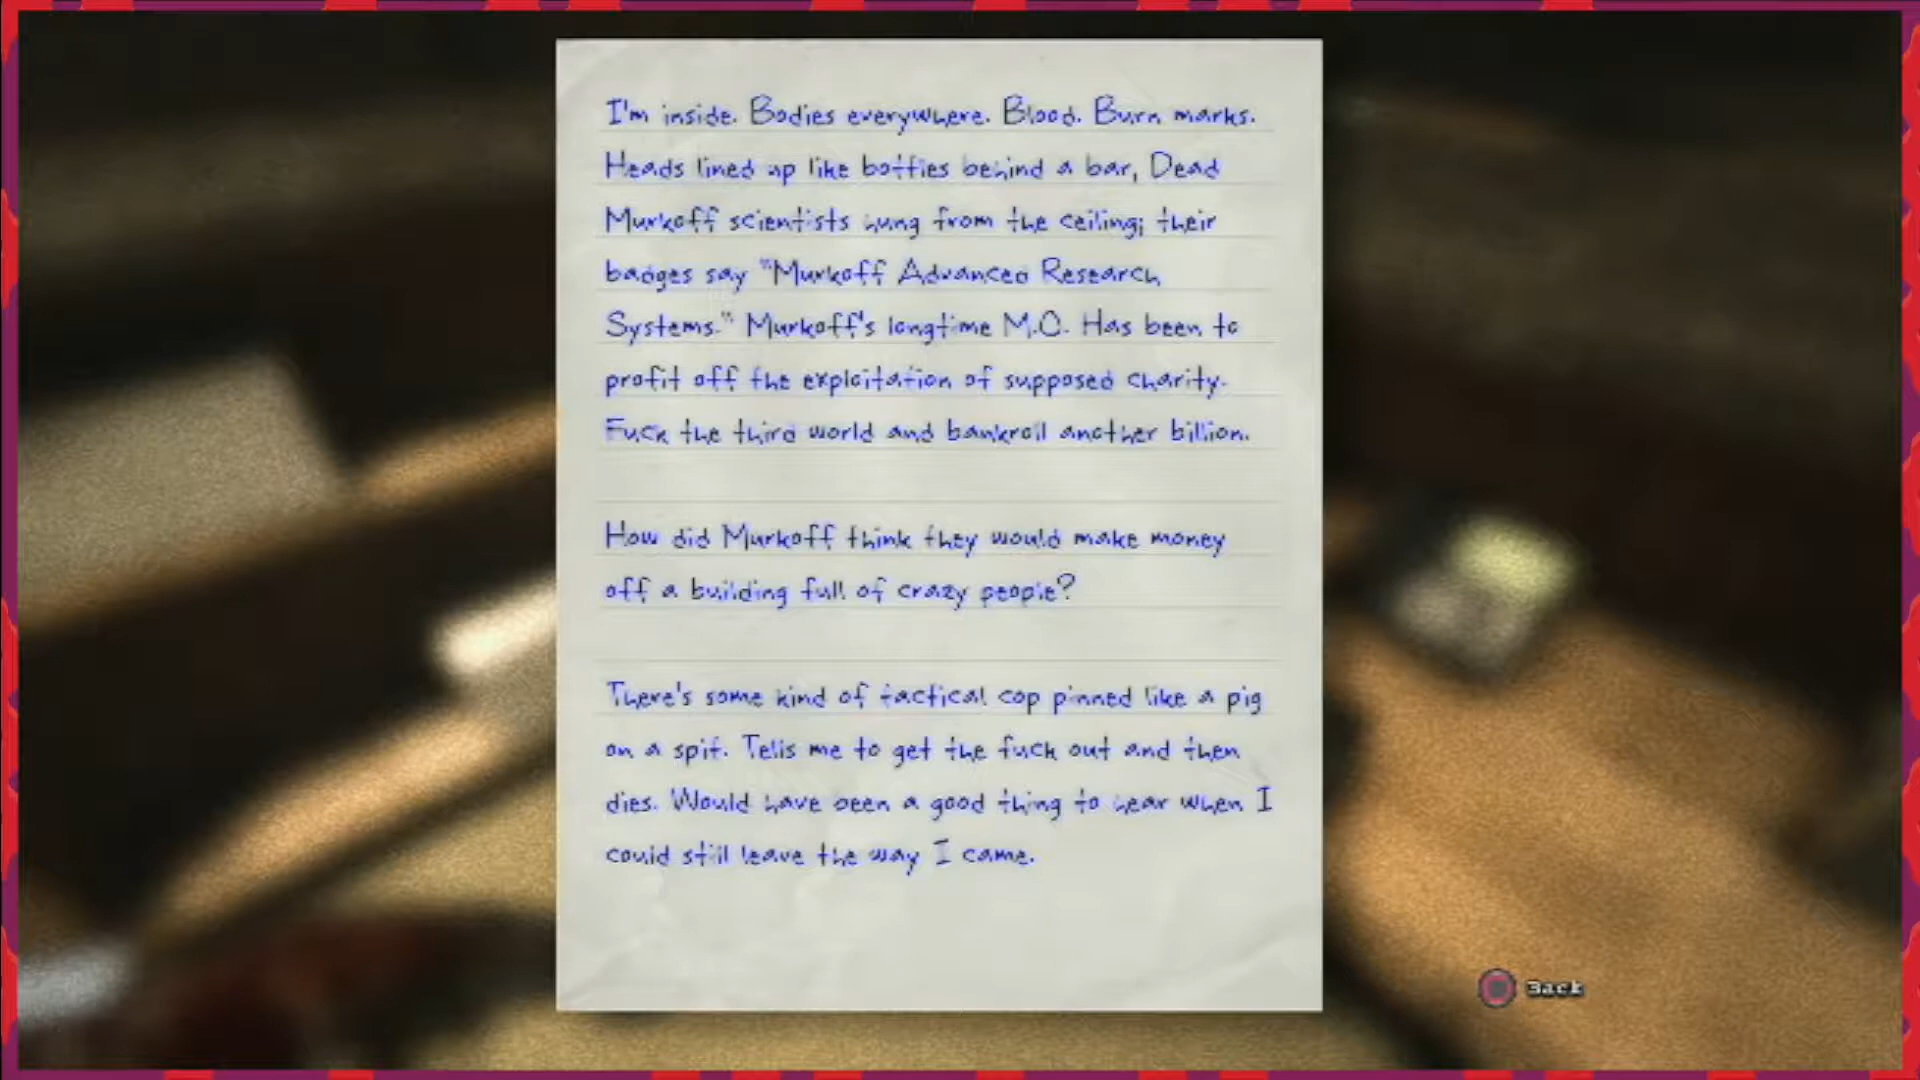 I'm inside. Bodies everywhere. Blood. Burn marks.
Heads lined up like bottles behind a bar, Dead
Murkoff scientists hung from the ceiling; their
badges say "Murkoff Advanced Research
Systems." Murkoff's longtime M.O. Has been to
profit off the exploitation of supposed charity.
Fuck the third world and bankroll another billion.
How did Murkoff think they would make money
off a building full of crazy people?
There's some kind of tactical cop pinned like a pig
on a spit. Tells me to get the fuck out and then
dies. Would have been a good thing to hear when I
could still leave the way I came.
Back